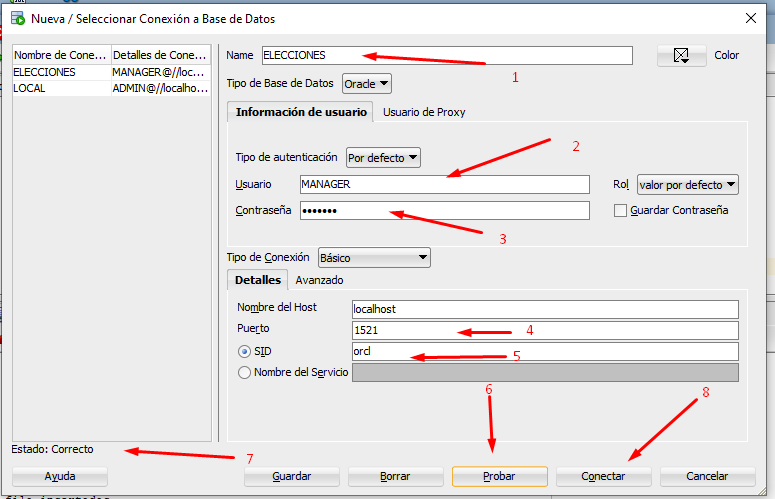 Nueva / Seleccionar Conexión a Base de Datos
Nombre de Cone... Detalles de Cone...
ELECCIONES MANAGER@//loc...
LOCAL ADMIN@//localho...
Name ELECCIONES Color
1
Tipo de Base de Datos Oracle
Información de usuario Usuario de Proxy
2
Tipo de autenticación Por defecto
Usuario MANAGER Rol valor por defecto
Contraseña ••••••• Guardar Contraseña
3
Tipo de Conexión Básico
Detalles Avanzado
Nombre del Host localhost
Puerto 1521 4
SID orcl 5
Nombre del Servicio
6 8
Estado: Correcto 7
Ayuda Guardar Borrar Probar Conectar Cancelar